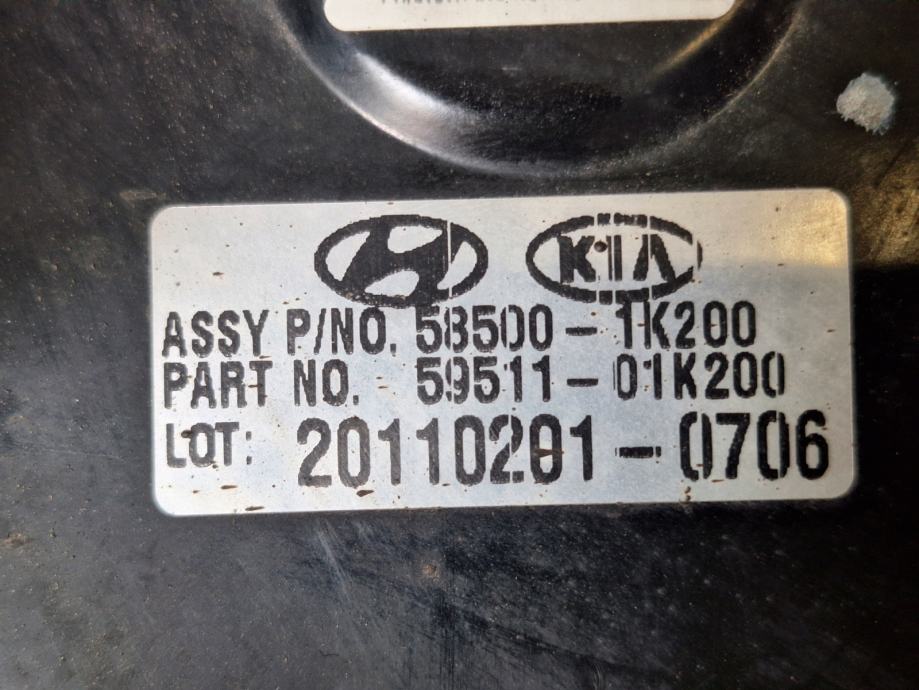 KIA
ASSY P/NO. 58500-1K200
PART NO. 59511-01K200
LOT: 20110201-0706